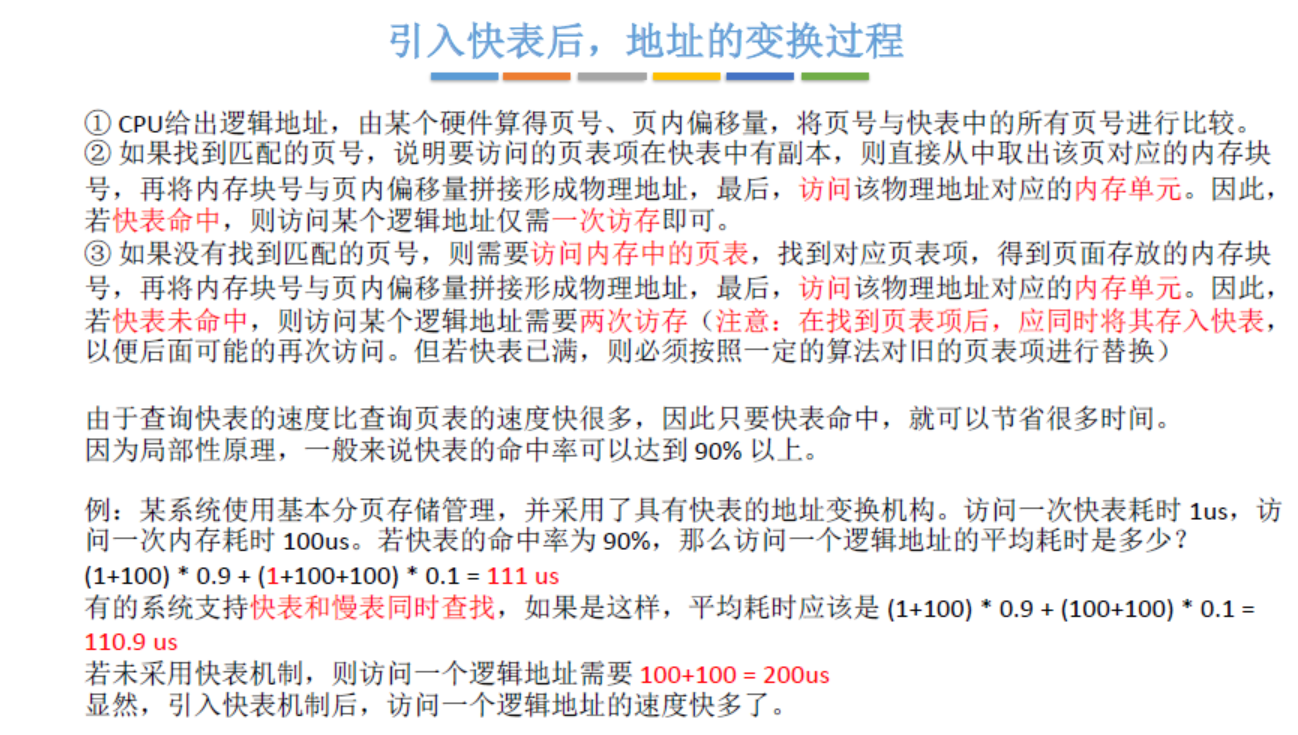 引入快表后，地址的变换过程
① CPU给出逻辑地址，由某个硬件算得页号、页内偏移量，将页号与快表中的所有页号进行比较。
② 如果找到匹配的页号，说明要访问的页表项在快表中有副本，则直接从中取出该页对应的内存块
号，再将内存块号与页内偏移量拼接形成物理地址，最后，访问该物理地址对应的内存单元。因此，
若快表命中，则访问某个逻辑地址仅需一次访存即可。
③ 如果没有找到匹配的页号，则需要访问内存中的页表，找到对应页表项，得到页面存放的内存块
号，再将内存块号与页内偏移量拼接形成物理地址，最后，访问该物理地址对应的内存单元。因此，
若快表未命中，则访问某个逻辑地址需要两次访存（注意：在找到页表项后，应同时将其存入快表，
以便后面可能的再次访问。但若快表已满，则必须按照一定的算法对旧的页表项进行替换）
由于查询快表的速度比查询页表的速度快很多，因此只要快表命中，就可以节省很多时间。
因为局部性原理，一般来说快表的命中率可以达到 90% 以上。
例：某系统使用基本分页存储管理，并采用了具有快表的地址变换机构。访问一次快表耗时 1us，访
问一次内存耗时 100us。若快表的命中率为 90%，那么访问一个逻辑地址的平均耗时是多少？
(1+100) * 0.9 + (1+100+100) * 0.1 = 111 us
有的系统支持快表和慢表同时查找，如果是这样，平均耗时应该是 (1+100) * 0.9 + (100+100) * 0.1 =
110.9 us
若未采用快表机制，则访问一个逻辑地址需要 100+100 = 200us
显然，引入快表机制后，访问一个逻辑地址的速度快多了。